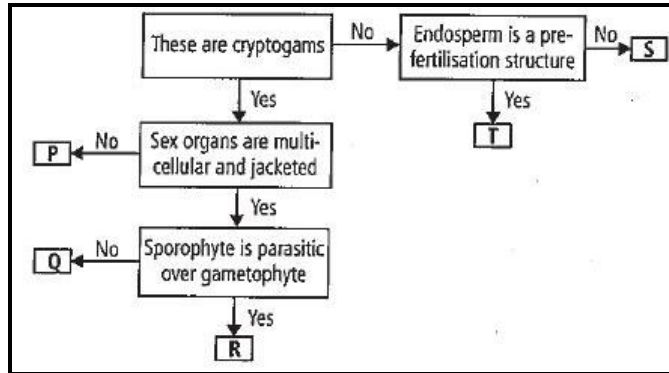 These are cryptogams
No
Endosperm is a pre-
fertilisation structure
No
S
Yes
Yes
T
P
No
Sex organs are multi-
cellular and jacketed
Yes
Q
No
Sporophyte is parasitic
over gametophyte
Yes
R